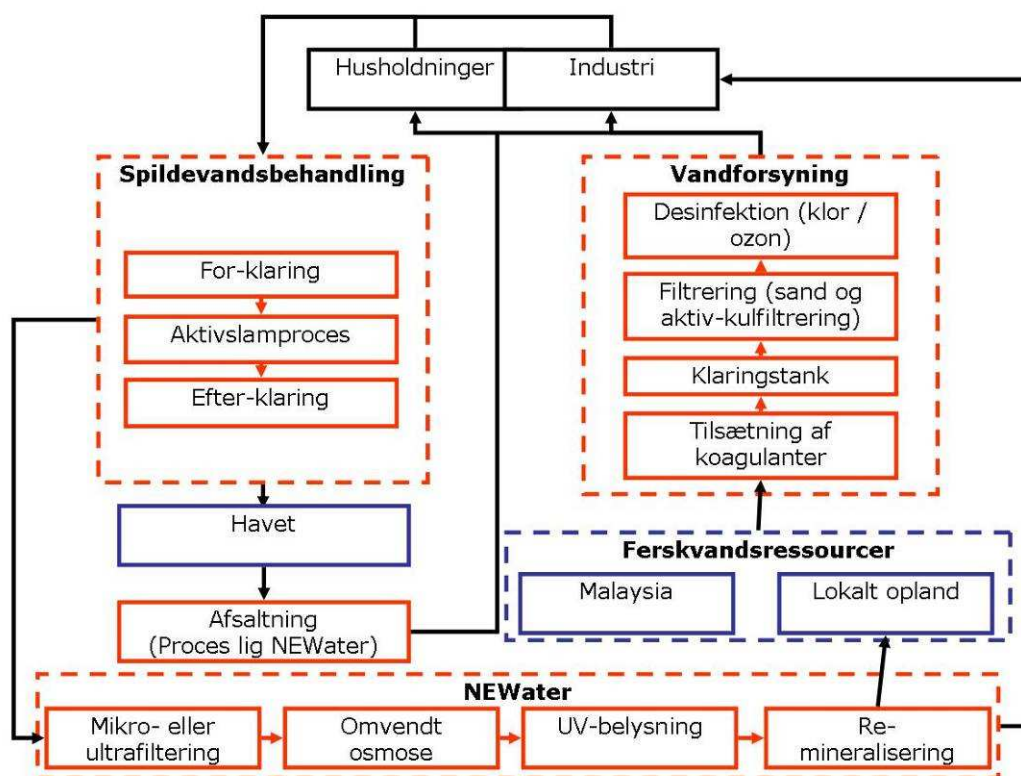 Husholdninger
Industri
Spildevandsbehandling
For-klaring
Aktivslamproces
Efter-klaring
Vandforsyning
Desinfektion (klor /
ozon)
Filtrering (sand og
aktiv-kulfiltrering)
Klaringstank
Tilsætning af
koagulanter
Havet
Afsaltning
(Proces lig NEWater)
Ferskvandsressourcer
Malaysia
Lokalt opland
NEWater
Mikro- eller
ultrafiltering
Omvendt
osmose
UV-belysning
Re-
mineralisering